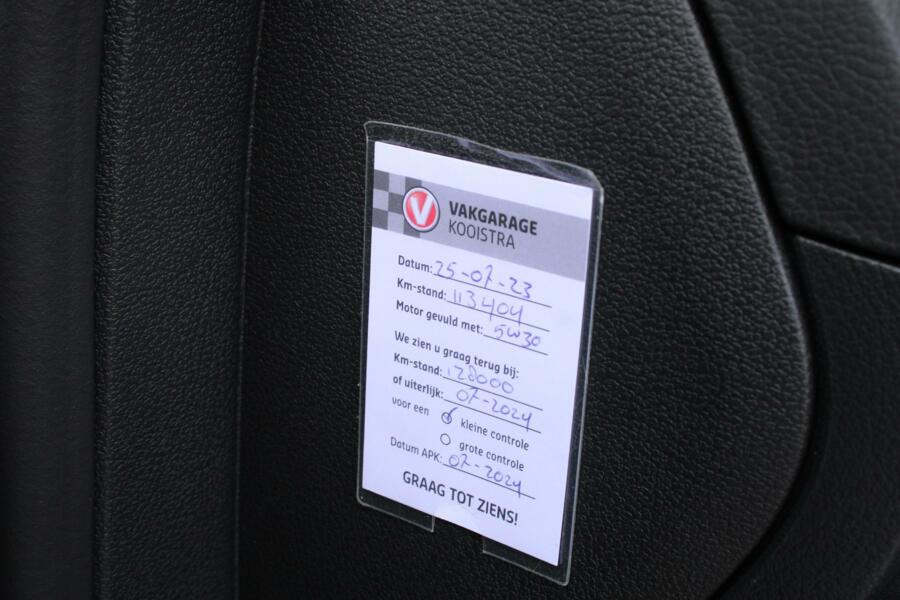 V
VAKGARAGE
KOOISTRA
Datum: 25-07-23
Km-stand: 113404
Motor gevuld met: 5W30
We zien u graag terug bij:
Km-stand: 128000
of uiterlijk: 07-2024
voor een kleine controle
grote controle
Datum APK: 07-2024
GRAAG TOT ZIENS!